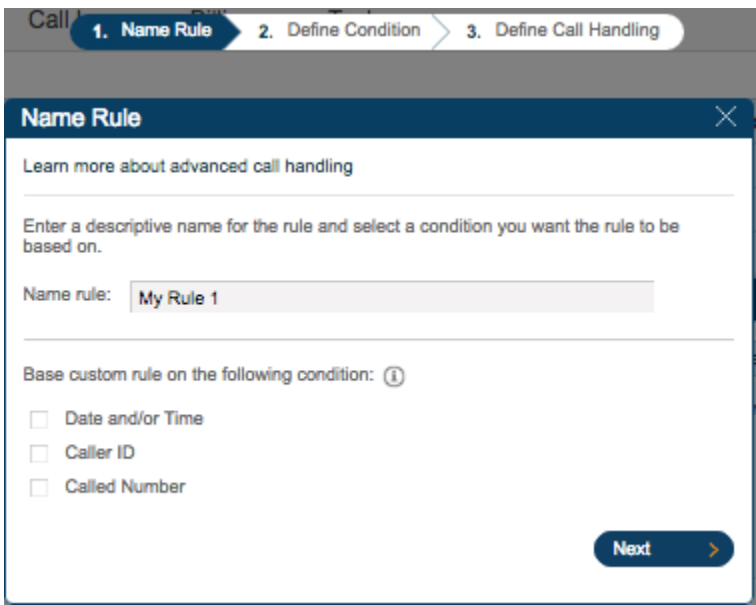 Call
1. Name Rule 2. Define Condition 3. Define Call Handling
Name Rule
Learn more about advanced call handling
Enter a descriptive name for the rule and select a condition you want the rule to be
based on.
Name rule: My Rule 1
Base custom rule on the following condition:
Date and/or Time
Caller ID
Called Number
Next